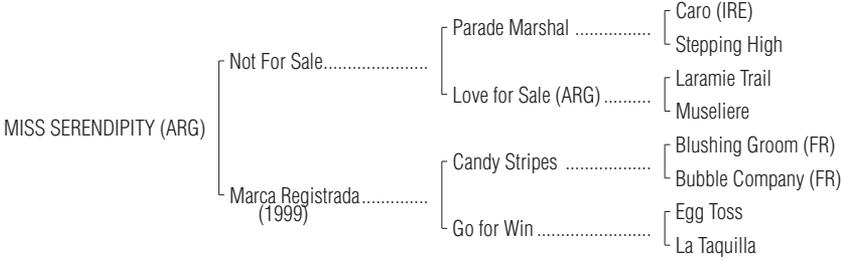 Caro (IRE)
Parade Marshal ................
Stepping High
Not For Sale......................
Laramie Trail
Love for Sale (ARG) ..........
Museliere
MISS SERENDIPITY (ARG)
Blushing Groom (FR)
Candy Stripes ..................
Bubble Company (FR)
Marca Registrada..............
(1999)
Egg Toss
Go for Win ........................
La Taquilla